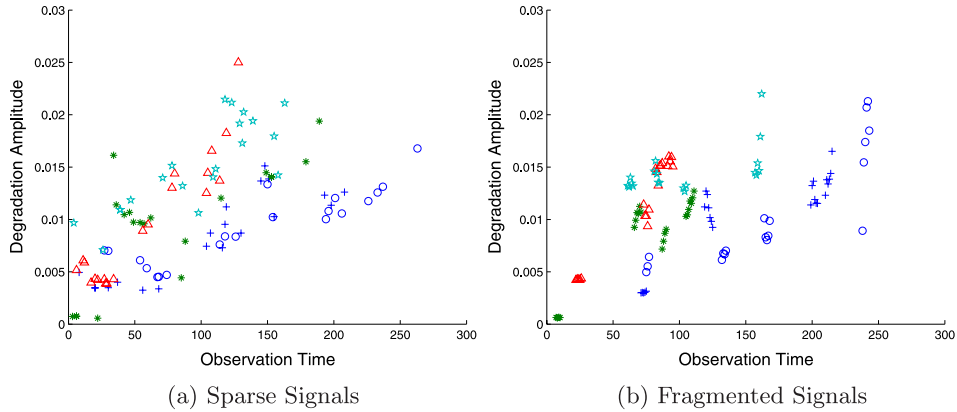 0.03
0.025
0.02
0.015
0.01
0.005
0
Degradation Amplitude
0 50 100 150 200 250 300
Observation Time
(a) Sparse Signals
0.03
0.025
0.02
0.015
0.01
0.005
0
Degradation Amplitude
0 50 100 150 200 250 300
Observation Time
(b) Fragmented Signals